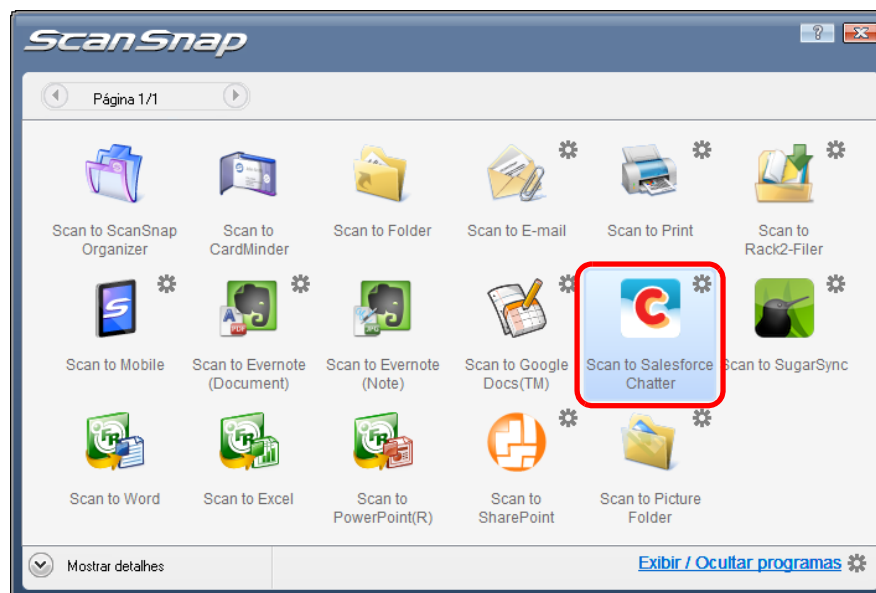 ScanSnap
?
Página 1/1
Scan to ScanSnap
Organizer
Scan to
CardMinder
Scan to Folder
Scan to E-mail
Scan to Print
Scan to
Rack2-Filer
Scan to Mobile
Scan to Evernote
(Document)
Scan to Evernote
(Note)
Scan to Google
Docs(TM)
Scan to Salesforce
Chatter
Scan to SugarSync
Scan to Word
Scan to Excel
Scan to
PowerPoint(R)
Scan to
SharePoint
Scan to Picture
Folder
Mostrar detalhes
Exibir / Ocultar programas